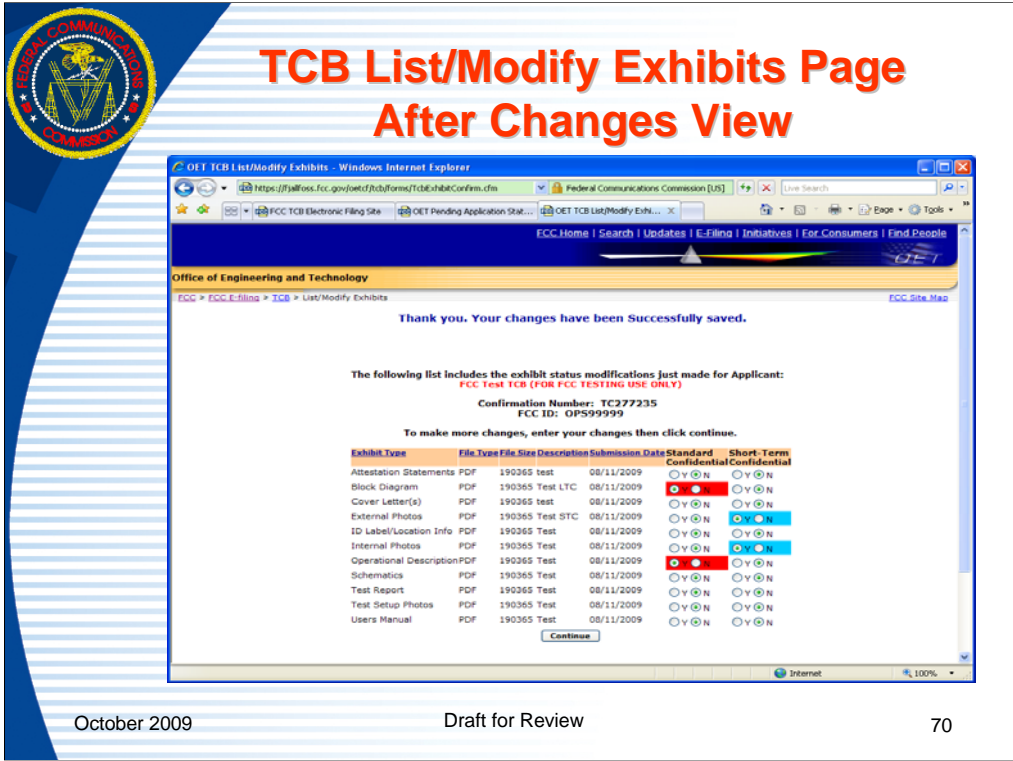 FEDERAL COMMUNICATIONS COMMISSION
TCB List/Modify Exhibits Page
After Changes View
OET TCB List/Modify Exhibits - Windows Internet Explorer
https://fjallfoss.fcc.gov/oetcf/tcb/forms/TcbExhibitConfirm.cfm Federal Communications Commission [US] Live Search
FCC TCB Electronic Filing Site OET Pending Application Stat... OET TCB List/Modify Exhi... X Page Tools
FCC Home | Search | Updates | E-Filing | Initiatives | For Consumers | Find People
OET
Office of Engineering and Technology
FCC > FCC E-filing > TCB > List/Modify Exhibits FCC Site Map
Thank you. Your changes have been Successfully saved.
The following list includes the exhibit status modifications just made for Applicant:
FCC Test TCB (FOR FCC TESTING USE ONLY)
Confirmation Number: TC277235
FCC ID: OPS99999
To make more changes, enter your changes then click continue.
Exhibit Type File Type File Size Description Submission Date Standard Confidential Short-Term Confidential
Attestation Statements PDF 190365 test 08/11/2009 Y N Y N
Block Diagram PDF 190365 Test LTC 08/11/2009 Y N Y N
Cover Letter(s) PDF 190365 test 08/11/2009 Y N Y N
External Photos PDF 190365 Test STC 08/11/2009 Y N Y N
ID Label/Location Info PDF 190365 Test 08/11/2009 Y N Y N
Internal Photos PDF 190365 Test 08/11/2009 Y N Y N
Operational Description PDF 190365 Test 08/11/2009 Y N Y N
Schematics PDF 190365 Test 08/11/2009 Y N Y N
Test Report PDF 190365 Test 08/11/2009 Y N Y N
Test Setup Photos PDF 190365 Test 08/11/2009 Y N Y N
Users Manual PDF 190365 Test 08/11/2009 Y N Y N
Continue
Internet 100%
October 2009 Draft for Review 70